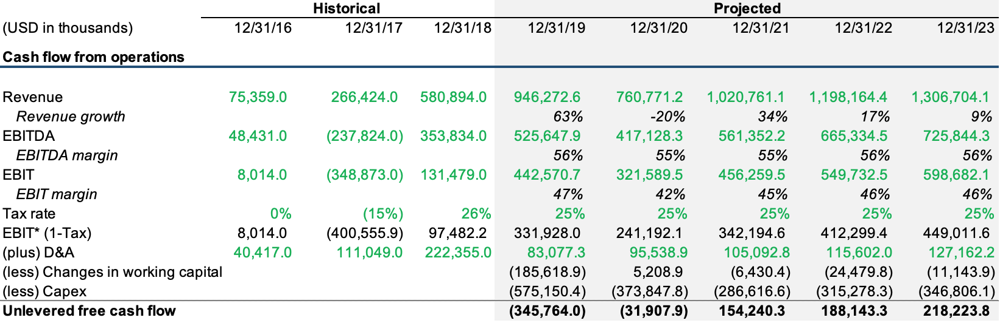 Historical Projected
(USD in thousands) 12/31/16 12/31/17 12/31/18 12/31/19 12/31/20 12/31/21 12/31/22 12/31/23
Cash flow from operations
Revenue 75,359.0 266,424.0 580,894.0 946,272.6 760,771.2 1,020,761.1 1,198,164.4 1,306,704.1
Revenue growth 63% -20% 34% 17% 9%
EBITDA 48,431.0 (237,824.0) 353,834.0 525,647.9 417,128.3 561,352.2 665,334.5 725,844.3
EBITDA margin 56% 55% 55% 56% 56%
EBIT 8,014.0 (348,873.0) 131,479.0 442,570.7 321,589.5 456,259.5 549,732.5 598,682.1
EBIT margin 47% 42% 45% 46% 46%
Tax rate 0% (15%) 26% 25% 25% 25% 25% 25%
EBIT* (1-Tax) 8,014.0 (400,555.9) 97,482.2 331,928.0 241,192.1 342,194.6 412,299.4 449,011.6
(plus) D&A 40,417.0 111,049.0 222,355.0 83,077.3 95,538.9 105,092.8 115,602.0 127,162.2
(less) Changes in working capital (185,618.9) 5,208.9 (6,430.4) (24,479.8) (11,143.9)
(less) Capex (575,150.4) (373,847.8) (286,616.6) (315,278.3) (346,806.1)
Unlevered free cash flow (345,764.0) (31,907.9) 154,240.3 188,143.3 218,223.8